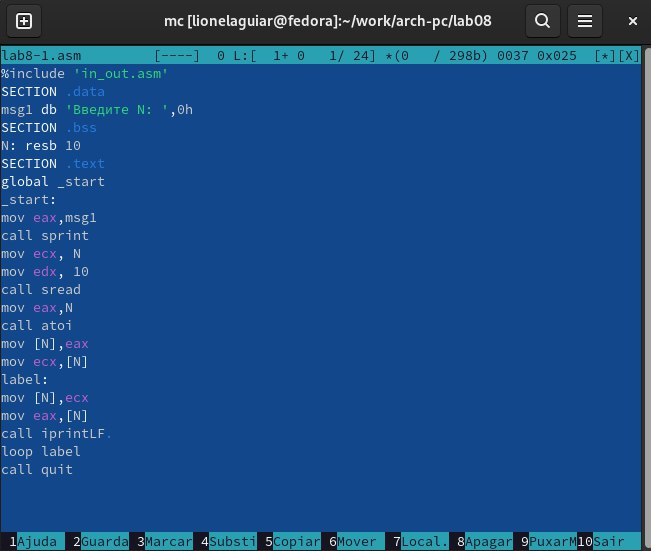 mc [lionelaguiar@fedora]:~/work/arch-pc/lab08
lab8-1.asm [----] 0 L:[ 1+ 0 1/ 24] *(0 / 298b) 0037 0x025 [*][X]
%include 'in_out.asm'
SECTION .data
msg1 db 'Введите N: ',0h
SECTION .bss
N: resb 10
SECTION .text
global _start
_start:
mov eax,msg1
call sprint
mov ecx, N
mov edx, 10
call sread
mov eax,N
call atoi
mov [N],eax
mov ecx,[N]
label:
mov [N],ecx
mov eax,[N]
call iprintLF.
loop label
call quit
1Ajuda 2Guarda 3Marcar 4Substi 5Copiar 6Mover 7Local. 8Apagar 9PuxarM 10Sair